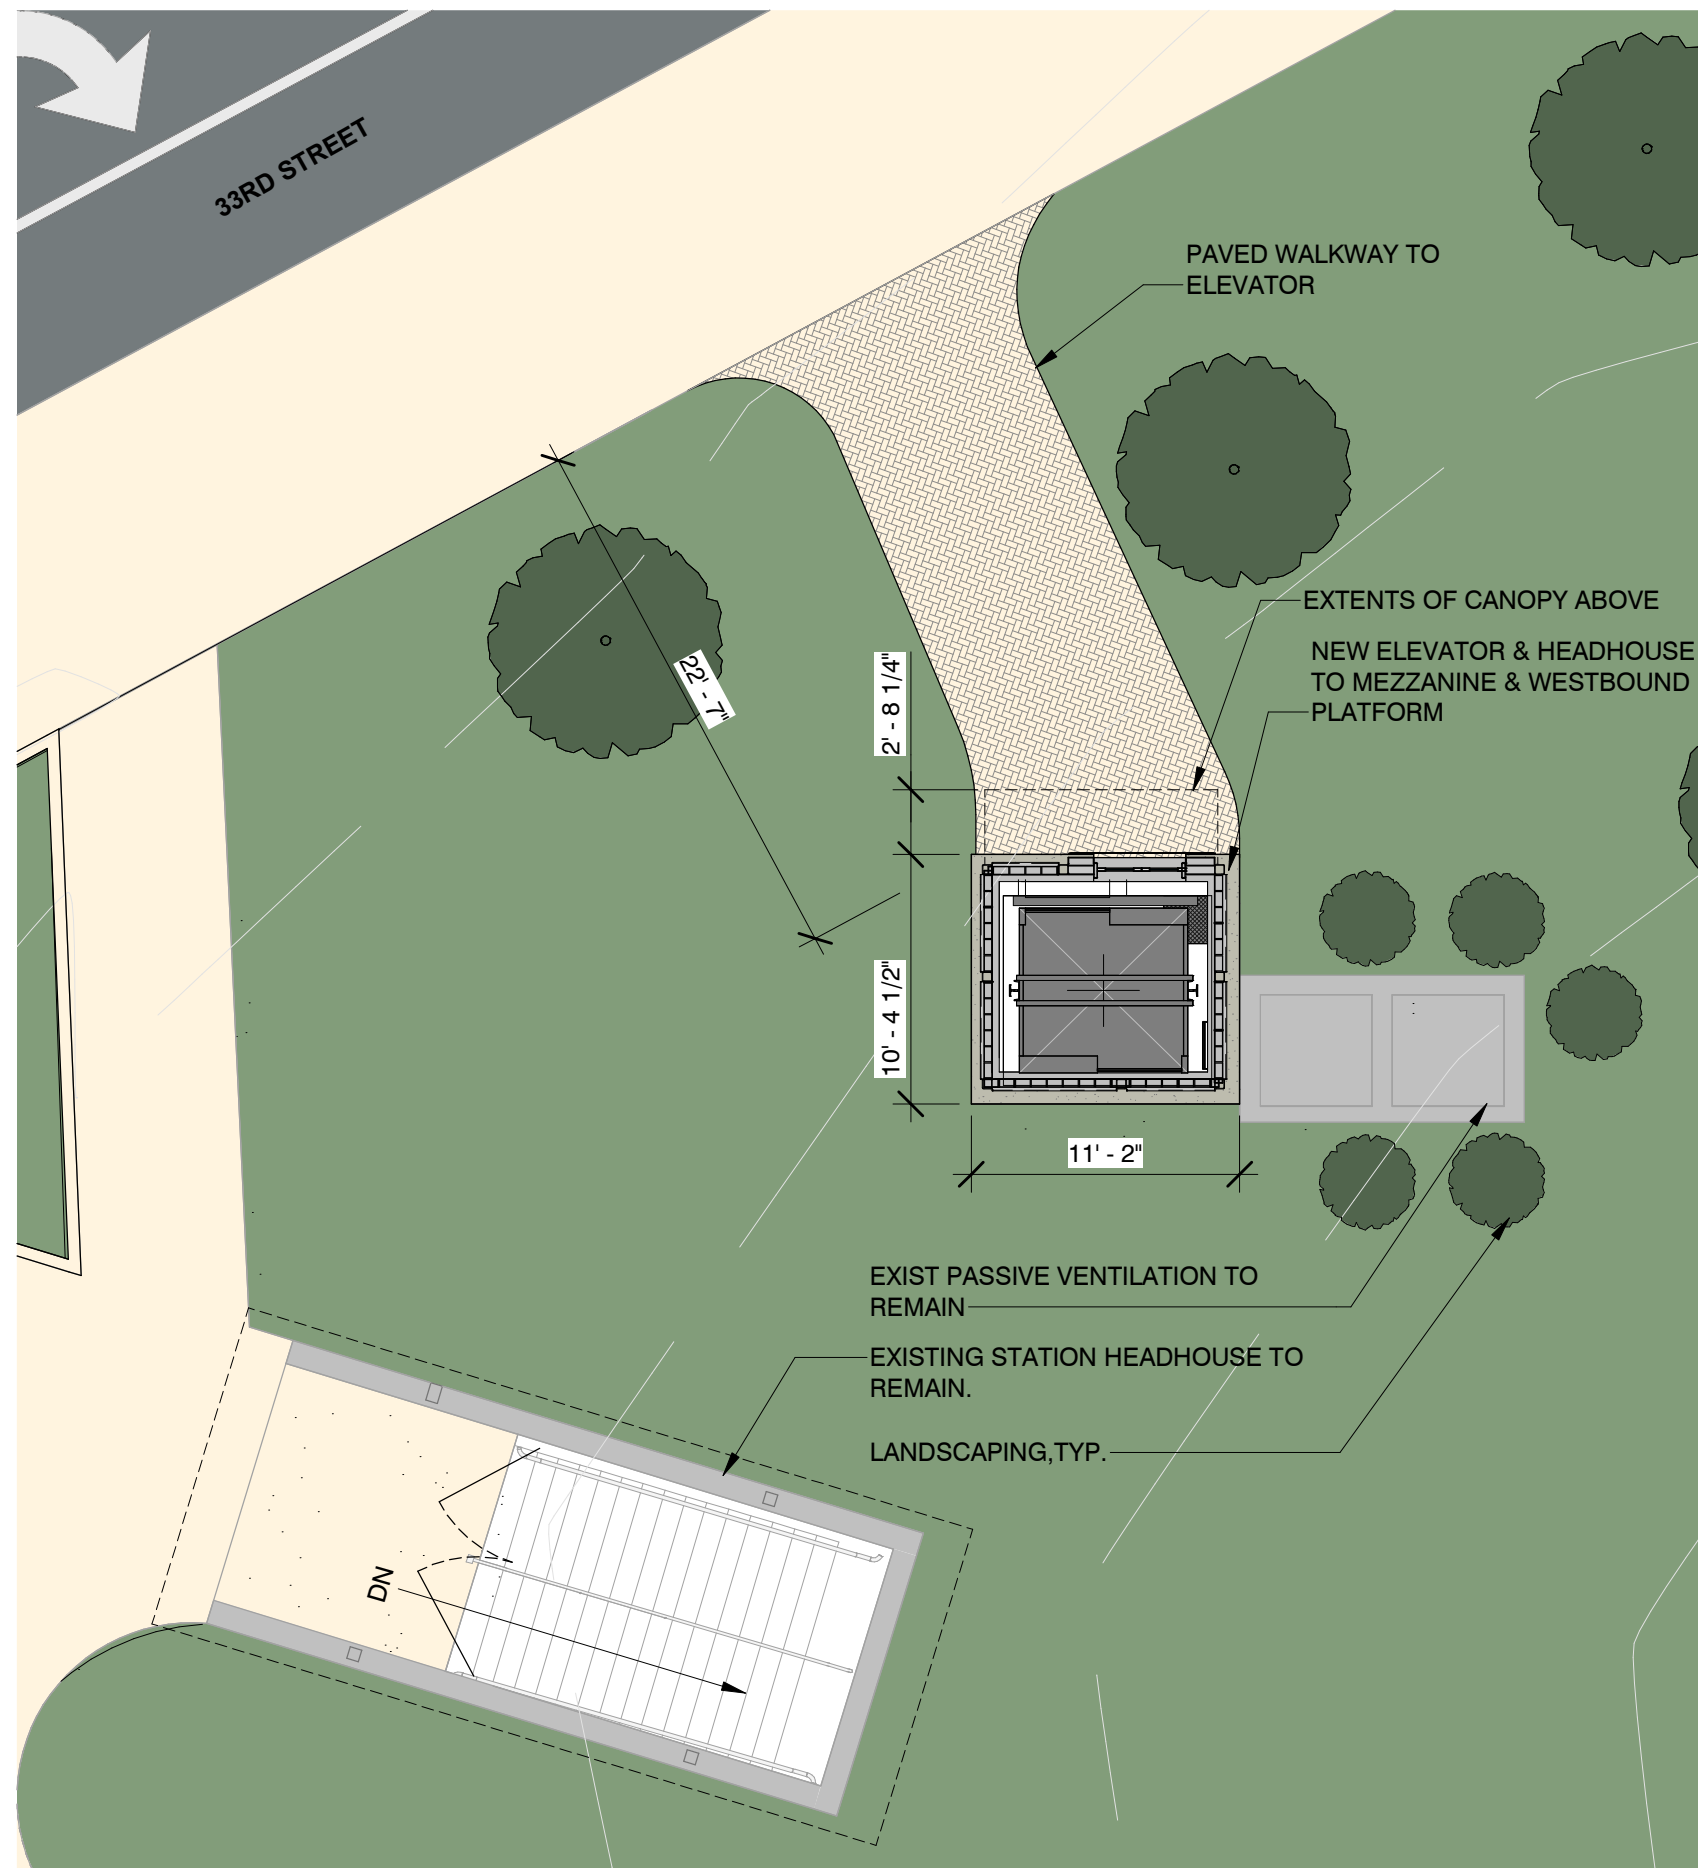 33RD STREET
PAVED WALKWAY TO
ELEVATOR
EXTENTS OF CANOPY ABOVE
NEW ELEVATOR & HEADHOUSE
TO MEZZANINE & WESTBOUND
PLATFORM
22' - 7"
2' - 8 1/4"
10' - 4 1/2"
11' - 2"
EXIST PASSIVE VENTILATION TO
REMAIN
EXISTING STATION HEADHOUSE TO
REMAIN.
LANDSCAPING,TYP.
DN